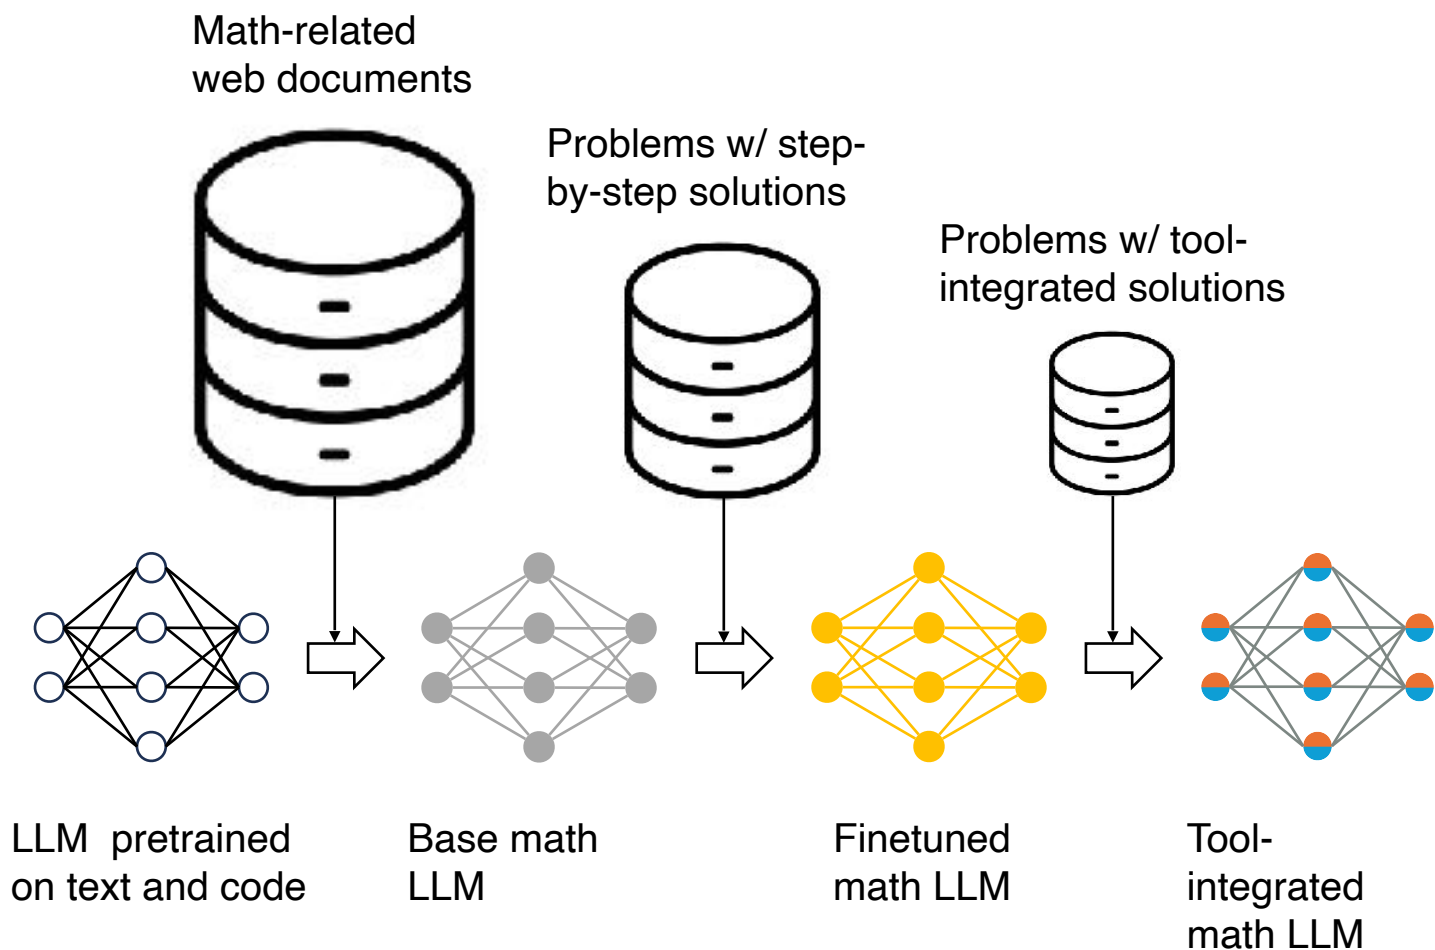 Math-related
web documents
Problems w/ step-
by-step solutions
Problems w/ tool-
integrated solutions
LLM  pretrained
on text and code
Base math
LLM
Finetuned
math LLM
Tool-
integrated
math LLM